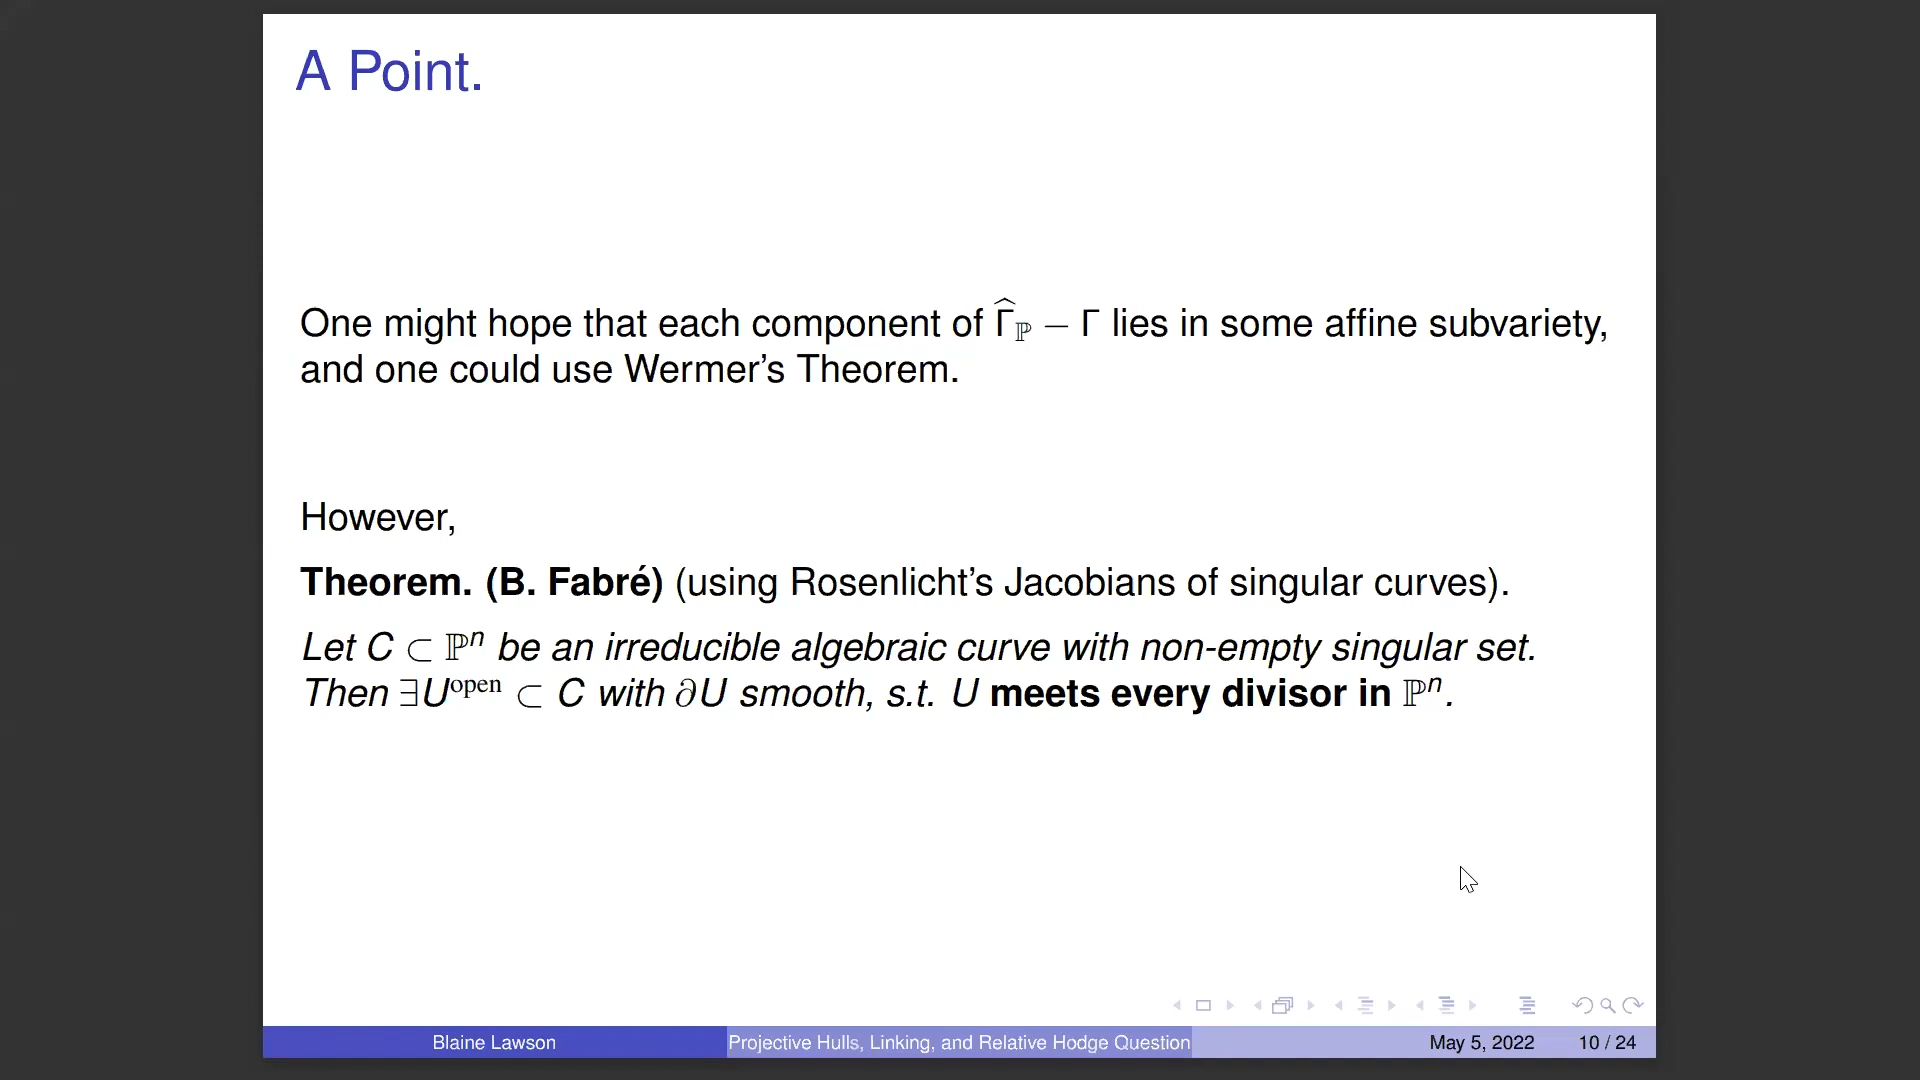 A Point.
One might hope that each component of Γ̂_ℙ − Γ lies in some affine subvariety,
and one could use Wermer's Theorem.
However,
Theorem. (B. Fabré) (using Rosenlicht's Jacobians of singular curves).
Let C ⊂ ℙⁿ be an irreducible algebraic curve with non-empty singular set.
Then ∃U^open ⊂ C with ∂U smooth, s.t. U meets every divisor in ℙⁿ.
Blaine Lawson Projective Hulls, Linking, and Relative Hodge Question May 5, 2022 10 / 24